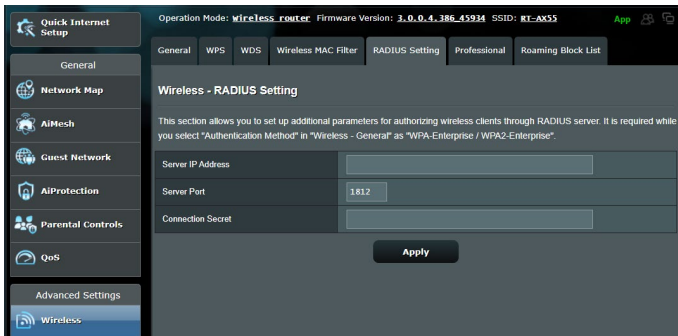 Quick Internet
Setup
Operation Mode: wireless router Firmware Version: 3.0.0.4.386_45934 SSID: RT-AX55 App
General WPS WDS Wireless MAC Filter RADIUS Setting Professional Roaming Block List
General
Network Map
AiMesh
Guest Network
AiProtection
Parental Controls
QoS
Advanced Settings
Wireless
Wireless - RADIUS Setting
This section allows you to set up additional parameters for authorizing wireless clients through RADIUS server. It is required while
you select "Authentication Method" in "Wireless - General" as "WPA-Enterprise / WPA2-Enterprise".
Server IP Address
Server Port 1812
Connection Secret
Apply